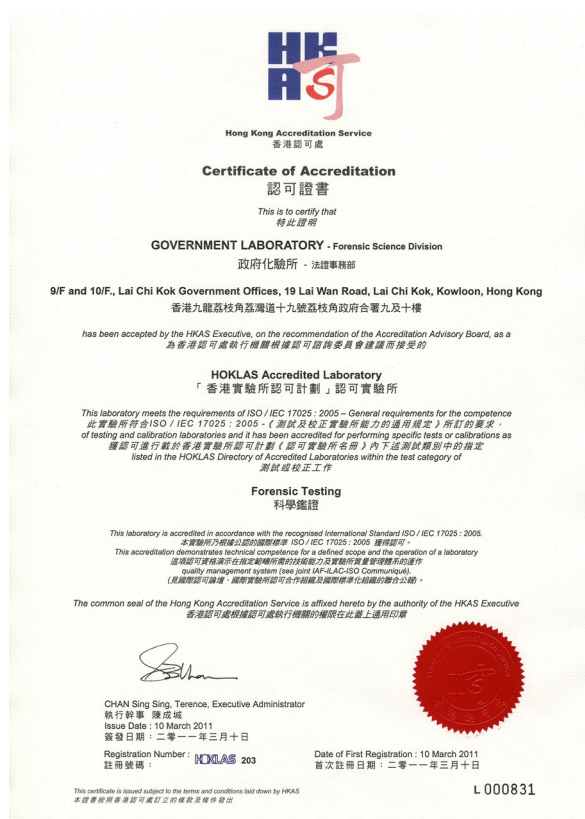 HKAS
Hong Kong Accreditation Service
香港認可處
Certificate of Accreditation
認可證書
This is to certify that
特此證明
GOVERNMENT LABORATORY - Forensic Science Division
政府化驗所 - 法證事務部
9/F and 10/F., Lai Chi Kok Government Offices, 19 Lai Wan Road, Lai Chi Kok, Kowloon, Hong Kong
香港九龍荔枝角荔灣道十九號荔枝角政府合署九及十樓
has been accepted by the HKAS Executive, on the recommendation of the Accreditation Advisory Board, as a
為香港認可處執行機關根據認可諮詢委員會建議而接受的
HOKLAS Accredited Laboratory
「香港實驗所認可計劃」認可實驗所
This laboratory meets the requirements of ISO / IEC 17025 : 2005 – General requirements for the competence
此實驗所符合ISO / IEC 17025 : 2005 -《測試及校正實驗所能力的通用規定》所訂的要求，
of testing and calibration laboratories and it has been accredited for performing specific tests or calibrations as
獲認可進行載於香港實驗所認可計劃《認可實驗所名冊》內下述測試類別中的指定
listed in the HOKLAS Directory of Accredited Laboratories within the test category of
測試或校正工作
Forensic Testing
科學鑑證
This laboratory is accredited in accordance with the recognised International Standard ISO / IEC 17025 : 2005.
本實驗所乃根據公認的國際標準 ISO / IEC 17025 : 2005 獲得認可。
This accreditation demonstrates technical competence for a defined scope and the operation of a laboratory
這項認可資格演示在指定範疇所需的技術能力及實驗所質量管理體系的運作
quality management system (see joint IAF-ILAC-ISO Communiqué).
(見國際認可論壇、國際實驗所認可合作組織及國際標準化組織的聯合公報)。
The common seal of the Hong Kong Accreditation Service is affixed hereto by the authority of the HKAS Executive
香港認可處根據認可處執行機關的權限在此蓋上通用印章
CHAN Sing Sing, Terence, Executive Administrator
執行幹事 陳成城
Issue Date : 10 March 2011
簽發日期：二零一一年三月十日
Registration Number : HOKLAS 203
註冊號碼：
Date of First Registration : 10 March 2011
首次註冊日期：二零一一年三月十日
This certificate is issued subject to the terms and conditions laid down by HKAS
本證書按照香港認可處訂立的條款及條件發出
L 000831